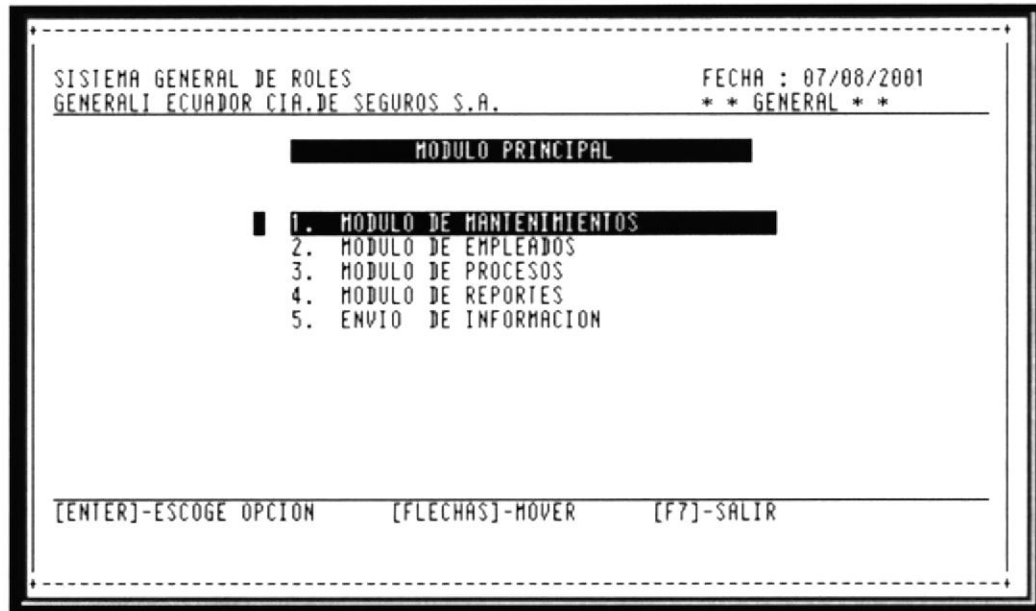 SISTEMA GENERAL DE ROLES FECHA : 07/08/2001
GENERALI ECUADOR CIA.DE SEGUROS S.A. * * GENERAL * *
MODULO PRINCIPAL
1. MODULO DE MANTENIMIENTOS
2. MODULO DE EMPLEADOS
3. MODULO DE PROCESOS
4. MODULO DE REPORTES
5. ENVIO DE INFORMACION
[ENTER]-ESCOGE OPCION [FLECHAS]-MOVER [F7]-SALIR